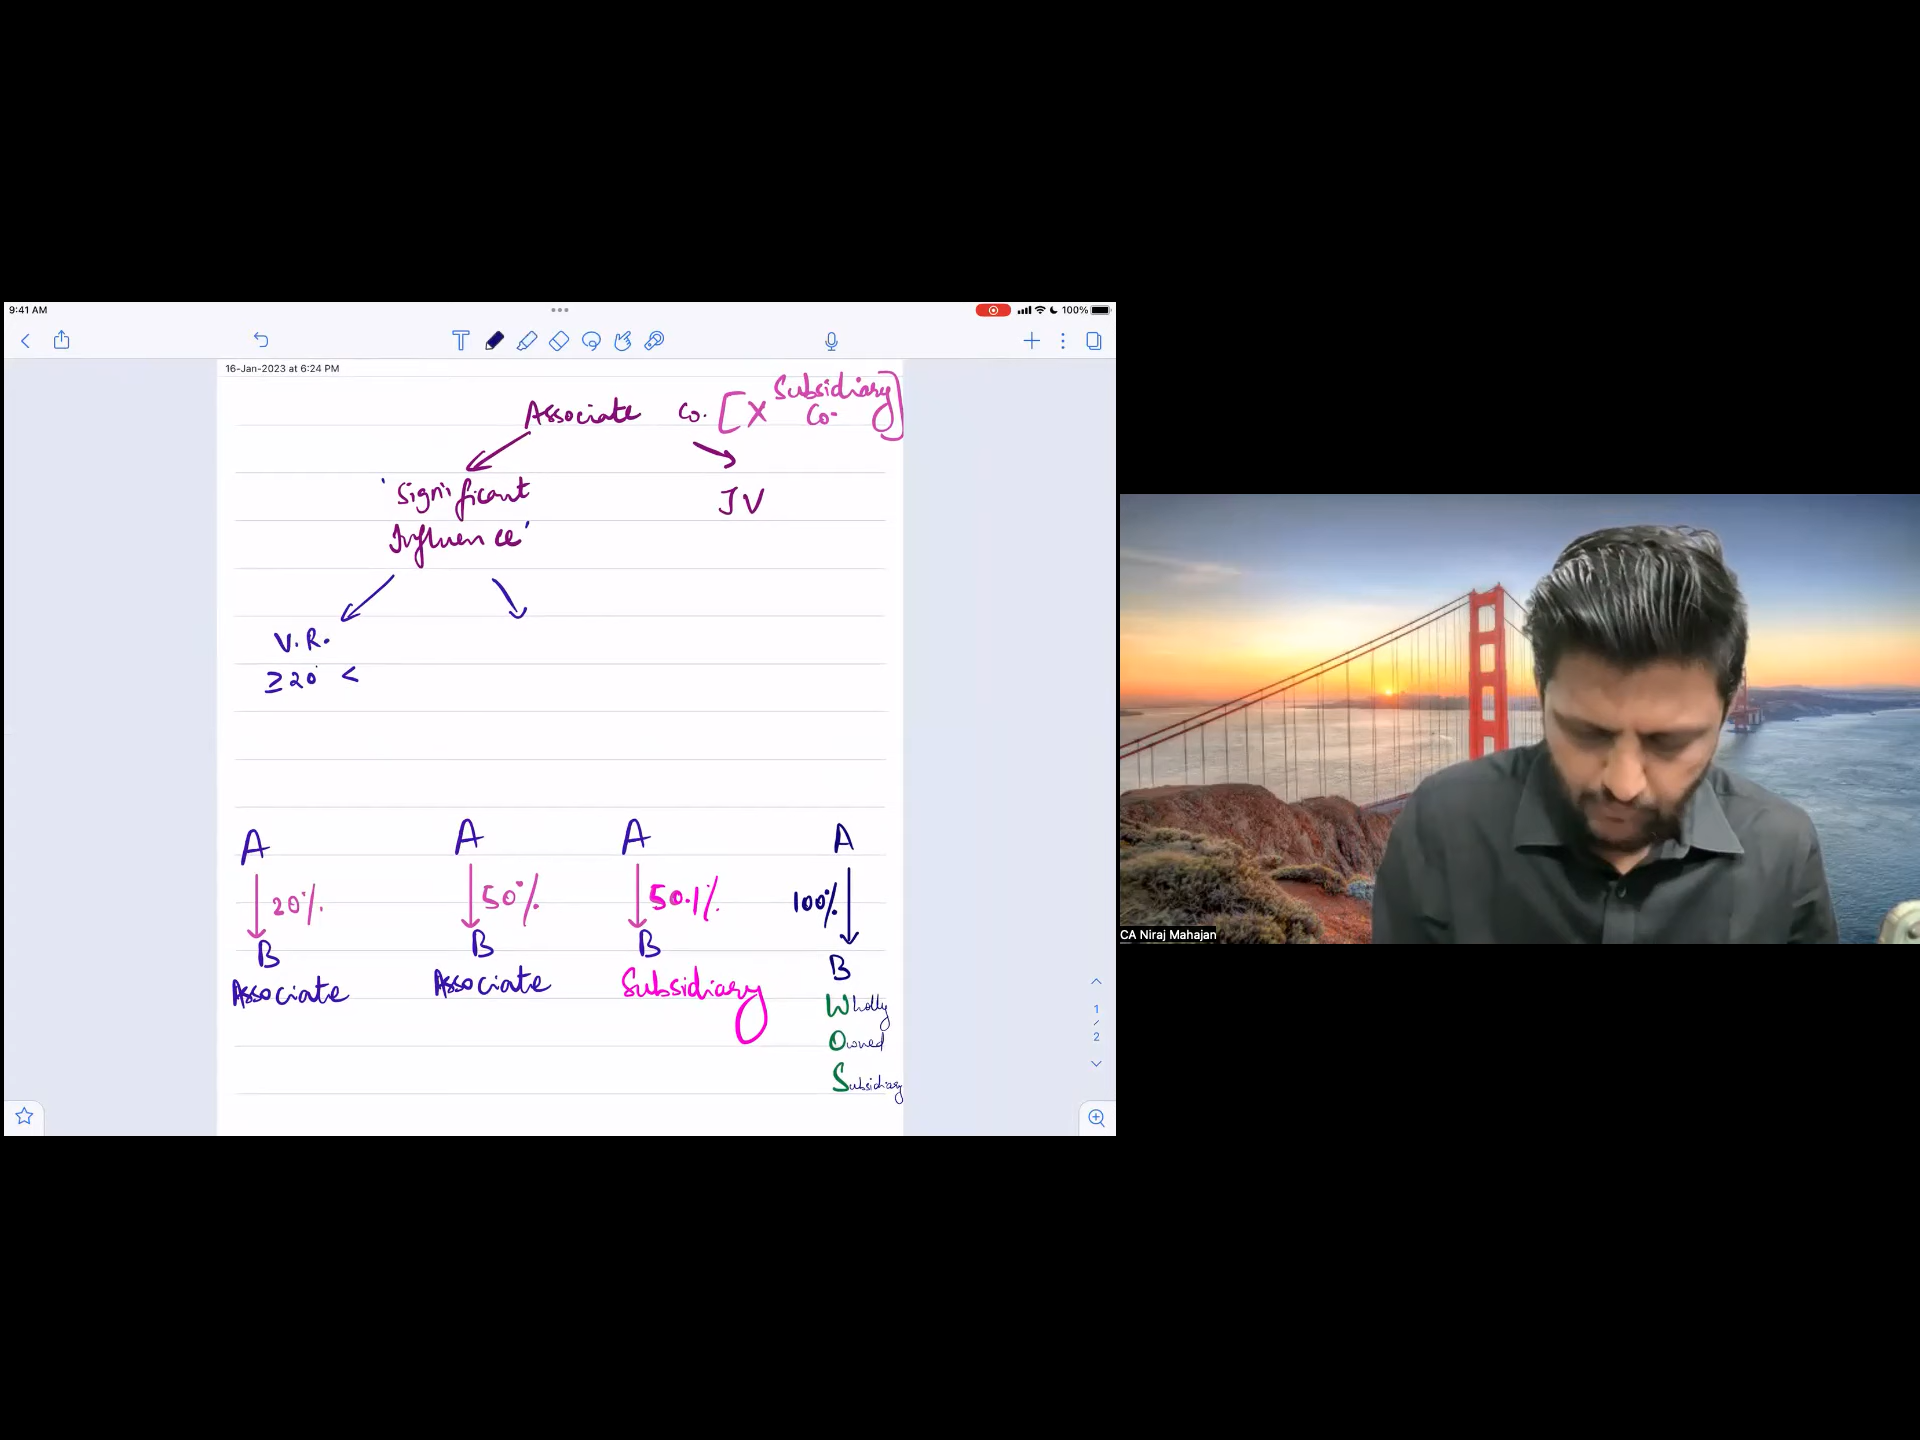 9:41 AM
100%
16-Jan-2023 at 6:24 PM
Associate Co. [X Subsidiary Co.]
'Significant
Influence'
JV
V.R.
≥20 <
A
20%
B
Associate
A
50%
B
Associate
A
50.1%
B
Subsidiary
A
100%
B
Wholly
Owned
Subsidiary
1
/
2
CA Niraj Mahajan